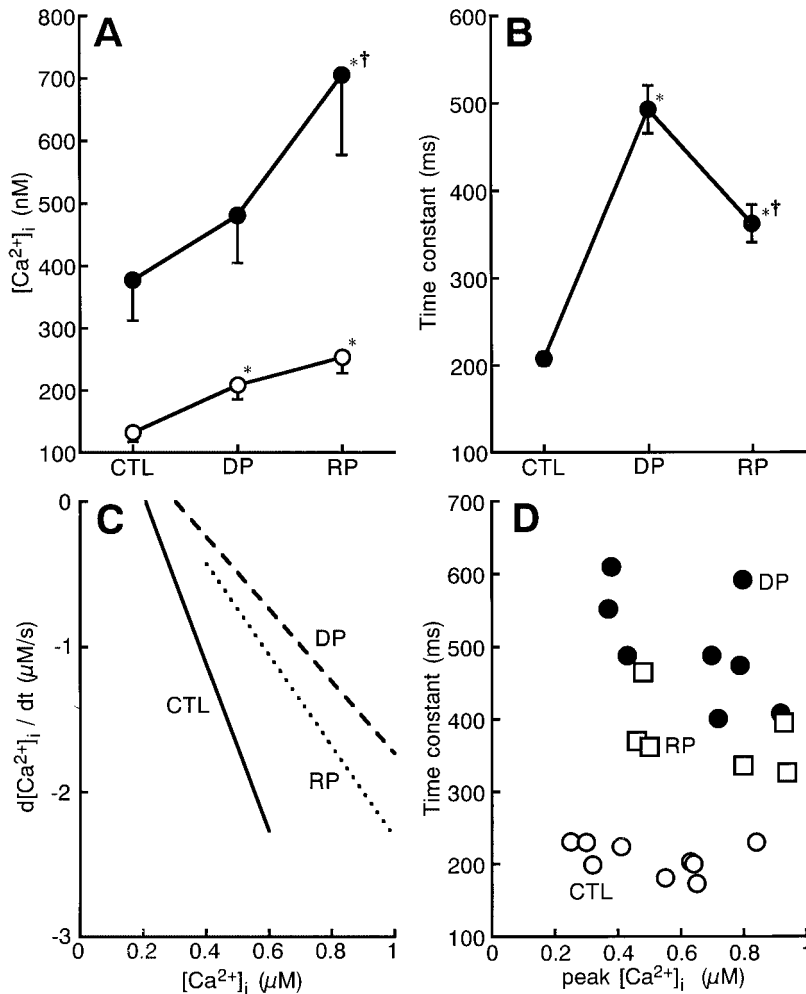 A
800
700
600
500
400
300
200
100
[Ca²⁺]ᵢ (nM)
*†
*
*
CTL DP RP
B
600
500
400
300
200
100
Time constant (ms)
*
*†
CTL DP RP
C
0
-1
-2
-3
d[Ca²⁺]ᵢ / dt (μM/s)
CTL
DP
RP
0 0.2 0.4 0.6 0.8 1
[Ca²⁺]ᵢ (μM)
D
700
600
500
400
300
200
100
Time constant (ms)
DP
RP
CTL
0 0.2 0.4 0.6 0.8 1
peak [Ca²⁺]ᵢ (μM)